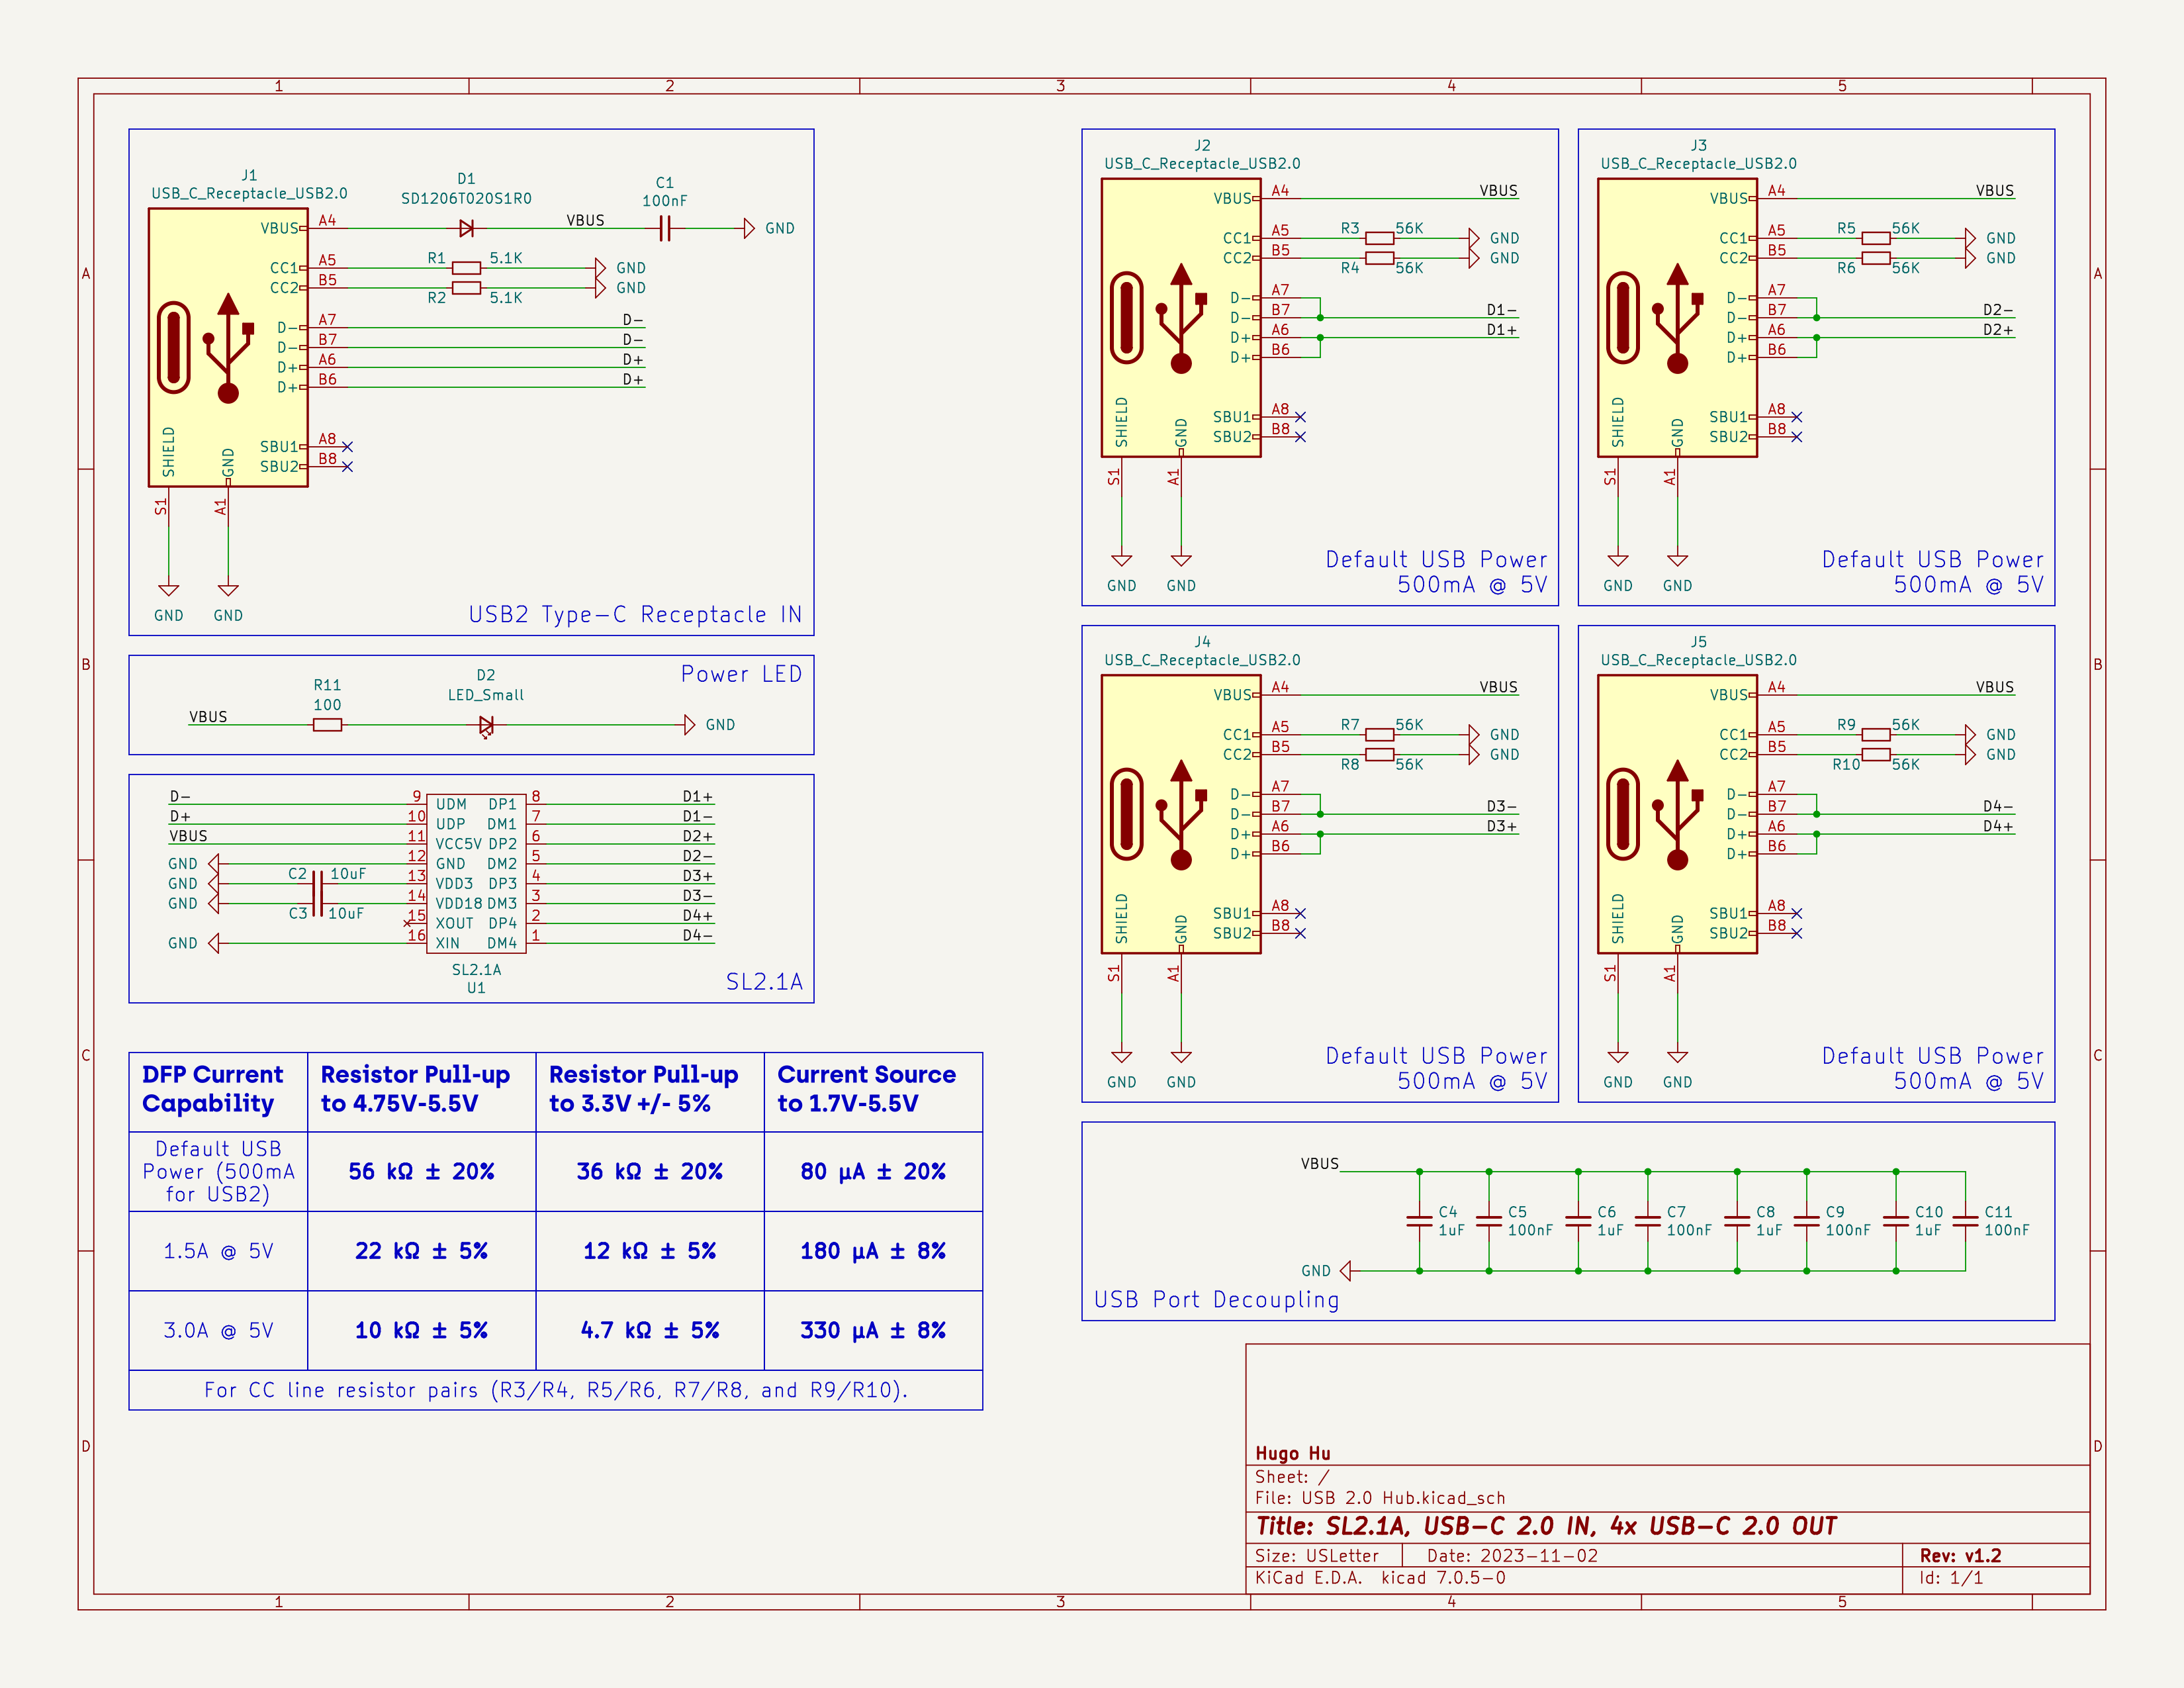 1 2 3 4 5
A
B
C
D
J1
USB_C_Receptacle_USB2.0
VBUS A4
CC1 A5
CC2 B5
D- A7
D- B7
D+ A6
D+ B6
SBU1 A8
SBU2 B8
SHIELD
GND
S1
A1
GND GND
D1
SD1206T020S1R0
VBUS
C1
100nF
GND
R1 5.1K GND
R2 5.1K GND
D-
D-
D+
D+
USB2 Type-C Receptacle IN
Power LED
R11
100
D2
LED_Small
VBUS
GND
D- 9 UDM DP1 8 D1+
D+ 10 UDP DM1 7 D1-
VBUS 11 VCC5V DP2 6 D2+
GND 12 GND DM2 5 D2-
GND C2 10uF 13 VDD3 DP3 4 D3+
GND C3 10uF 14 VDD18 DM3 3 D3-
15 XOUT DP4 2 D4+
GND 16 XIN DM4 1 D4-
SL2.1A
U1
SL2.1A
DFP Current Capability
Resistor Pull-up to 4.75V-5.5V
Resistor Pull-up to 3.3V +/- 5%
Current Source to 1.7V-5.5V
Default USB
Power (500mA
for USB2)
56 kΩ ± 20% 36 kΩ ± 20% 80 µA ± 20%
1.5A @ 5V 22 kΩ ± 5% 12 kΩ ± 5% 180 µA ± 8%
3.0A @ 5V 10 kΩ ± 5% 4.7 kΩ ± 5% 330 µA ± 8%
For CC line resistor pairs (R3/R4, R5/R6, R7/R8, and R9/R10).
J2
USB_C_Receptacle_USB2.0
VBUS A4 VBUS
CC1 A5 R3 56K GND
CC2 B5 R4 56K GND
D- A7
D- B7 D1-
D+ A6 D1+
D+ B6
SBU1 A8
SBU2 B8
SHIELD
GND
S1
A1
GND GND
Default USB Power
500mA @ 5V
J3
USB_C_Receptacle_USB2.0
VBUS A4 VBUS
CC1 A5 R5 56K GND
CC2 B5 R6 56K GND
D- A7
D- B7 D2-
D+ A6 D2+
D+ B6
SBU1 A8
SBU2 B8
SHIELD
GND
S1
A1
GND GND
Default USB Power
500mA @ 5V
J4
USB_C_Receptacle_USB2.0
VBUS A4 VBUS
CC1 A5 R7 56K GND
CC2 B5 R8 56K GND
D- A7
D- B7 D3-
D+ A6 D3+
D+ B6
SBU1 A8
SBU2 B8
SHIELD
GND
S1
A1
GND GND
Default USB Power
500mA @ 5V
J5
USB_C_Receptacle_USB2.0
VBUS A4 VBUS
CC1 A5 R9 56K GND
CC2 B5 R10 56K GND
D- A7
D- B7 D4-
D+ A6 D4+
D+ B6
SBU1 A8
SBU2 B8
SHIELD
GND
S1
A1
GND GND
Default USB Power
500mA @ 5V
VBUS
C4 C5 C6 C7 C8 C9 C10 C11
1uF 100nF 1uF 100nF 1uF 100nF 1uF 100nF
GND
USB Port Decoupling
Hugo Hu
Sheet: /
File: USB 2.0 Hub.kicad_sch
Title: SL2.1A, USB-C 2.0 IN, 4x USB-C 2.0 OUT
Size: USLetter Date: 2023-11-02 Rev: v1.2
KiCad E.D.A. kicad 7.0.5-0 Id: 1/1
A
B
C
D
1 2 3 4 5